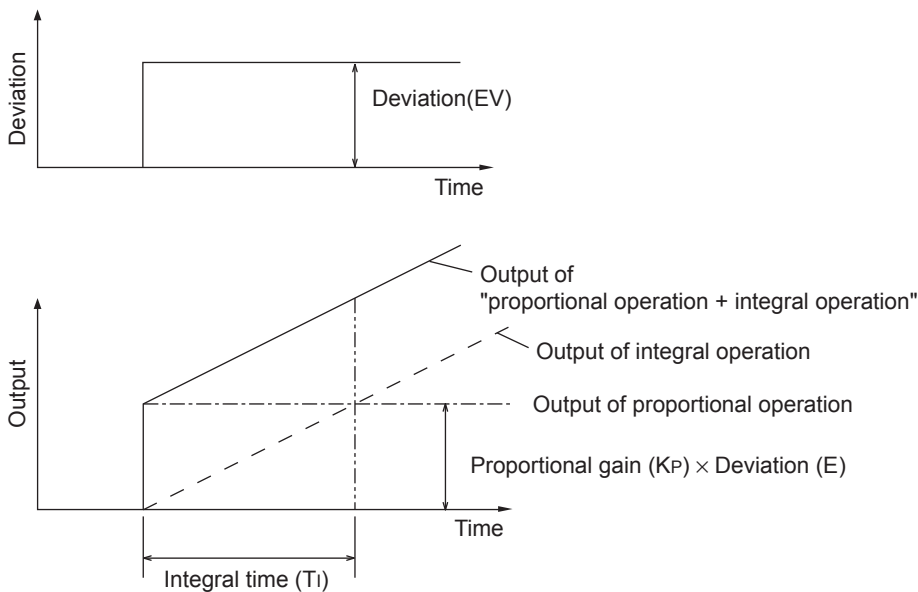 Deviation
Deviation(EV)
Time
Output of
"proportional operation + integral operation"
Output of integral operation
Output
Output of proportional operation
Proportional gain (KP) × Deviation (E)
Time
Integral time (TI)